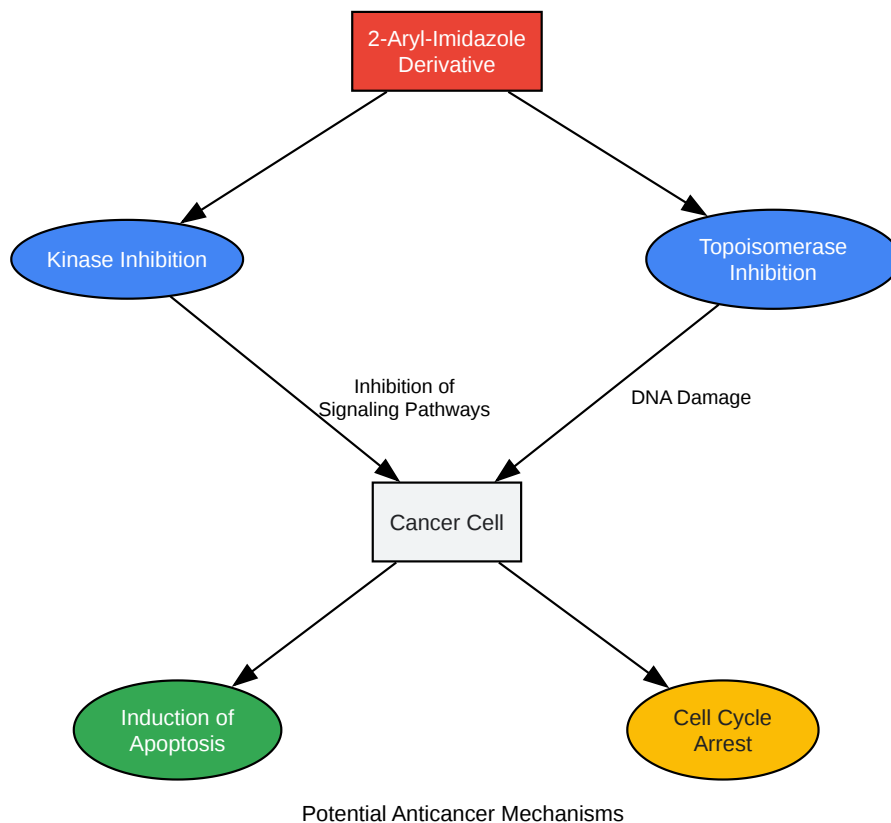 2-Aryl-Imidazole
Derivative
Kinase Inhibition
Topoisomerase
Inhibition
Inhibition of
Signaling Pathways
DNA Damage
Cancer Cell
Induction of
Apoptosis
Cell Cycle
Arrest
Potential Anticancer Mechanisms